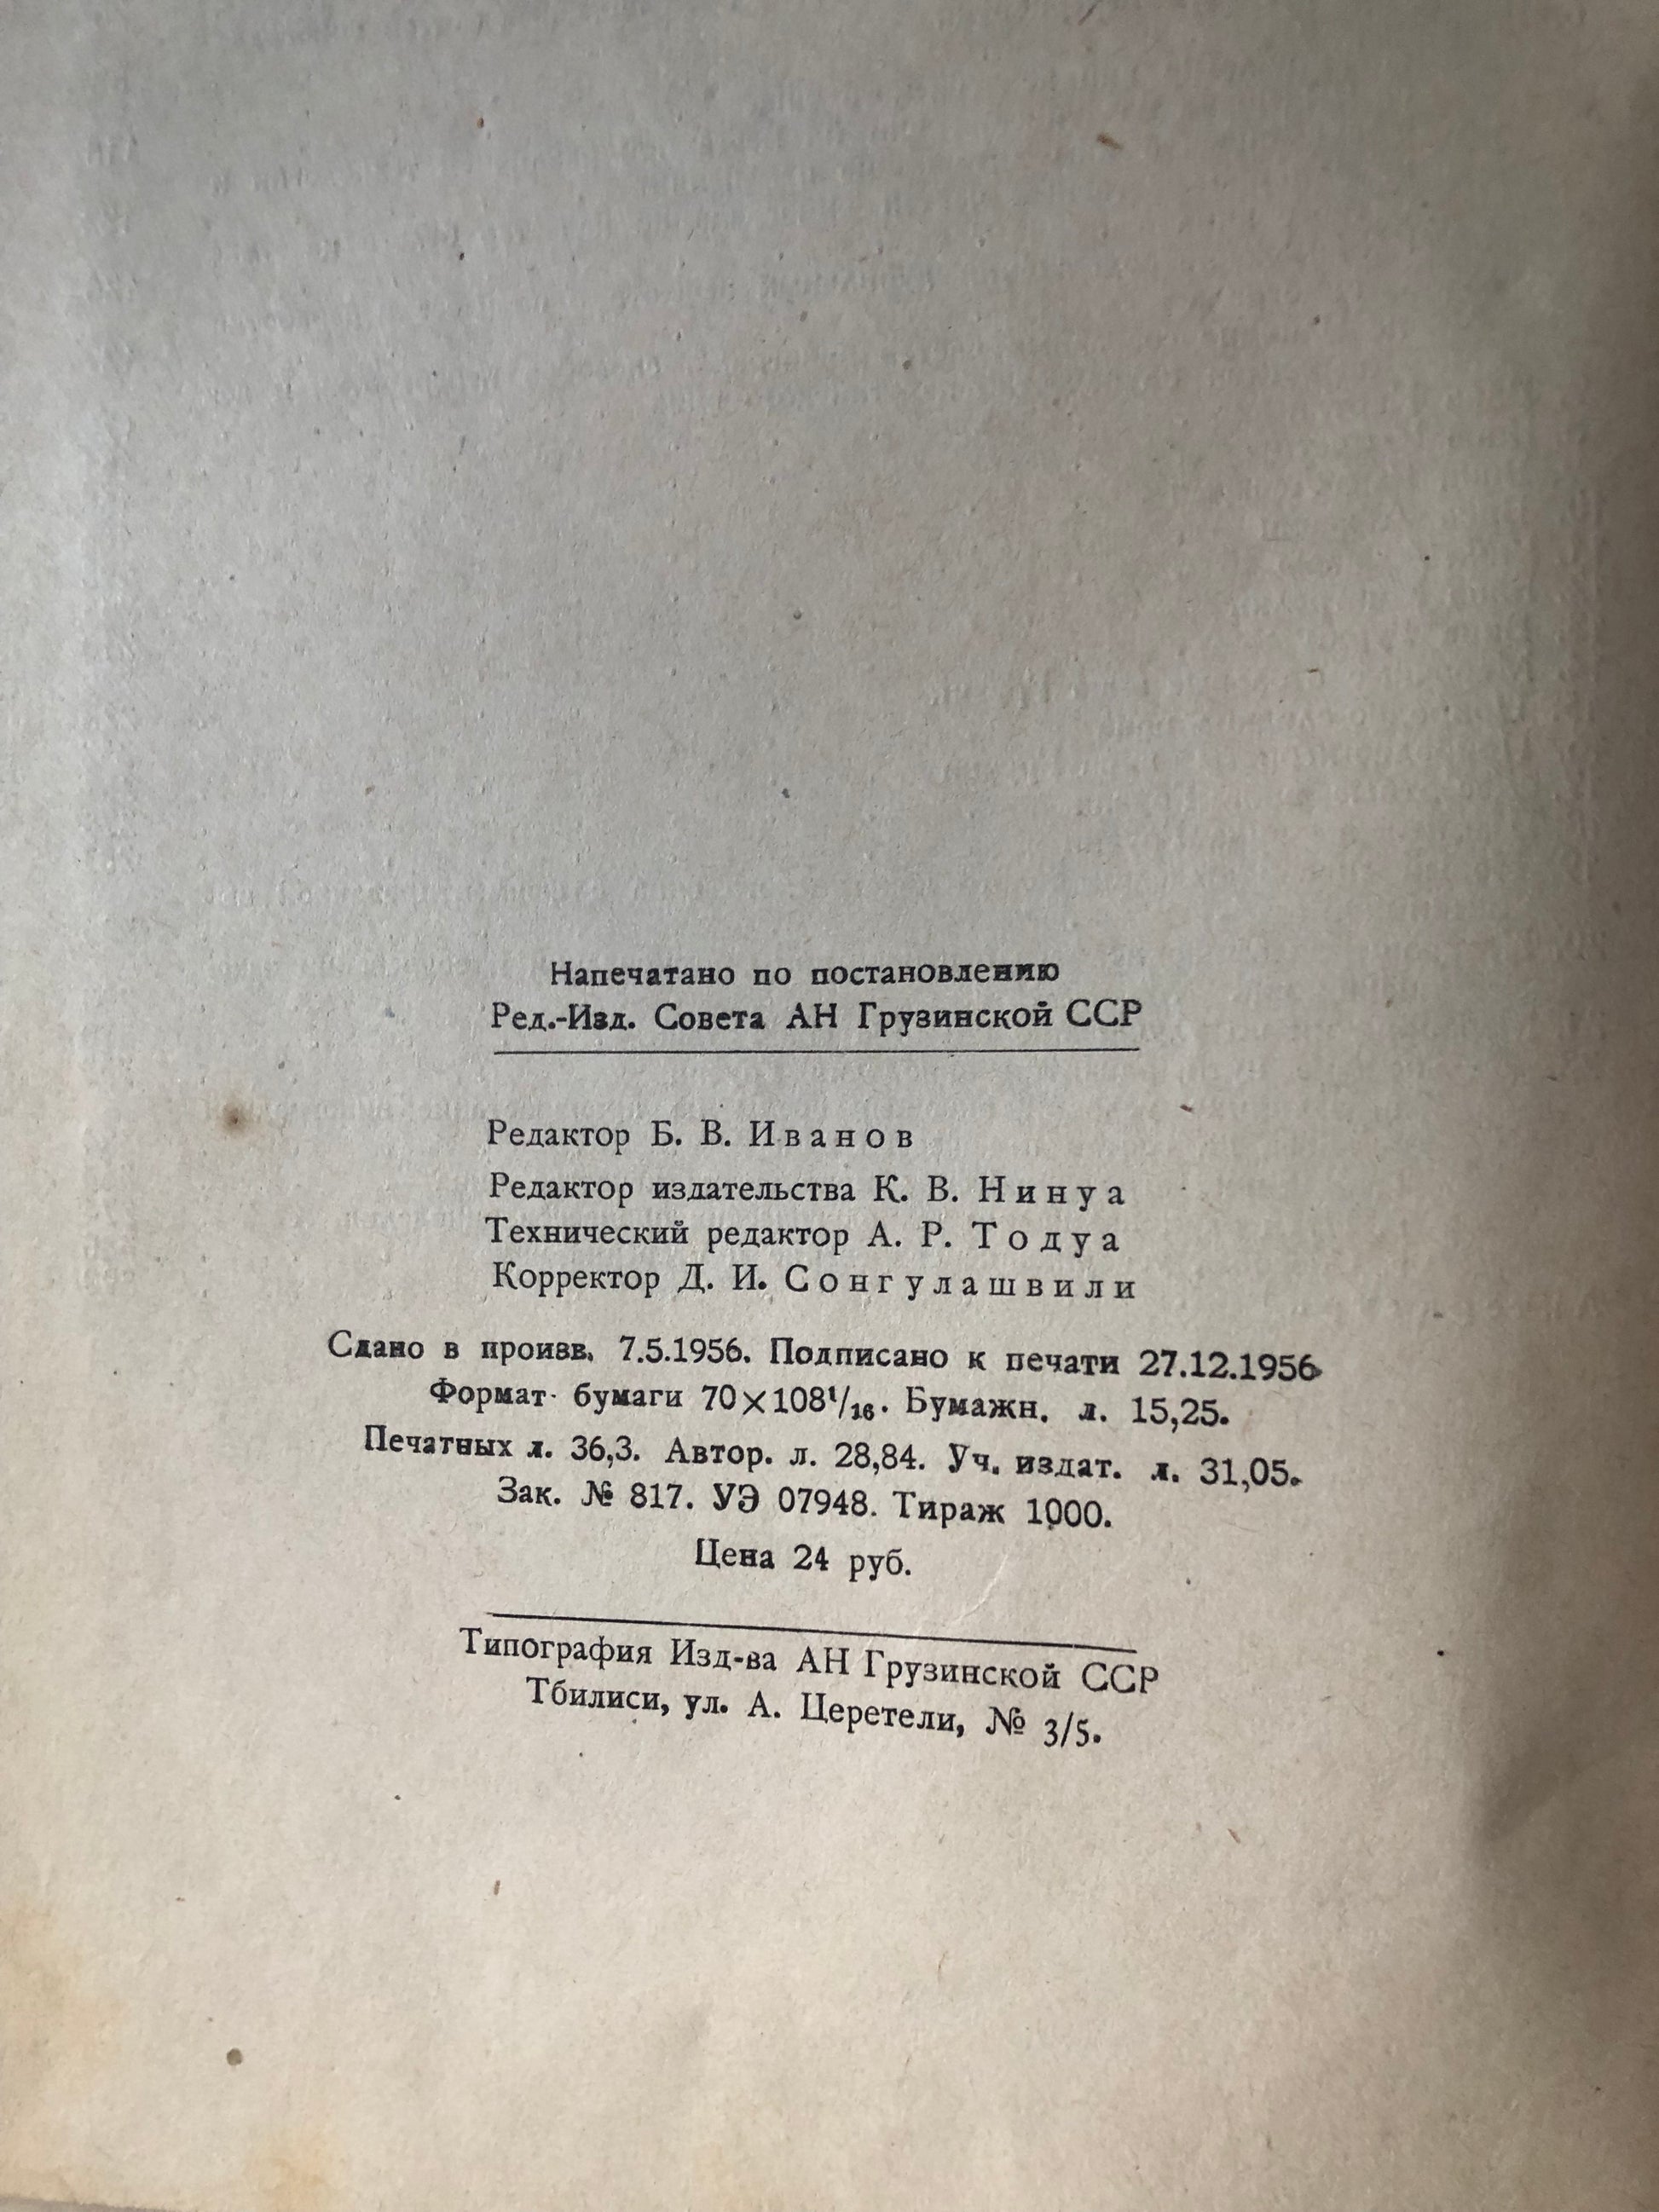 Напечатано по постановлению
Ред.-Изд. Совета АН Грузинской ССР
Редактор Б. В. Иванов
Редактор издательства К. В. Нинуа
Технический редактор А. Р. Тодуа
Корректор Д. И. Сонгулашвили
Сдано в произв. 7.5.1956. Подписано к печати 27.12.1956.
Формат бумаги 70×108¹/₁₆. Бумажн. л. 15,25.
Печатных л. 36,3. Автор. л. 28,84. Уч. издат. л. 31,05.
Зак. № 817. УЭ 07948. Тираж 1000.
Цена 24 руб.
Типография Изд-ва АН Грузинской ССР
Тбилиси, ул. А. Церетели, № 3/5.